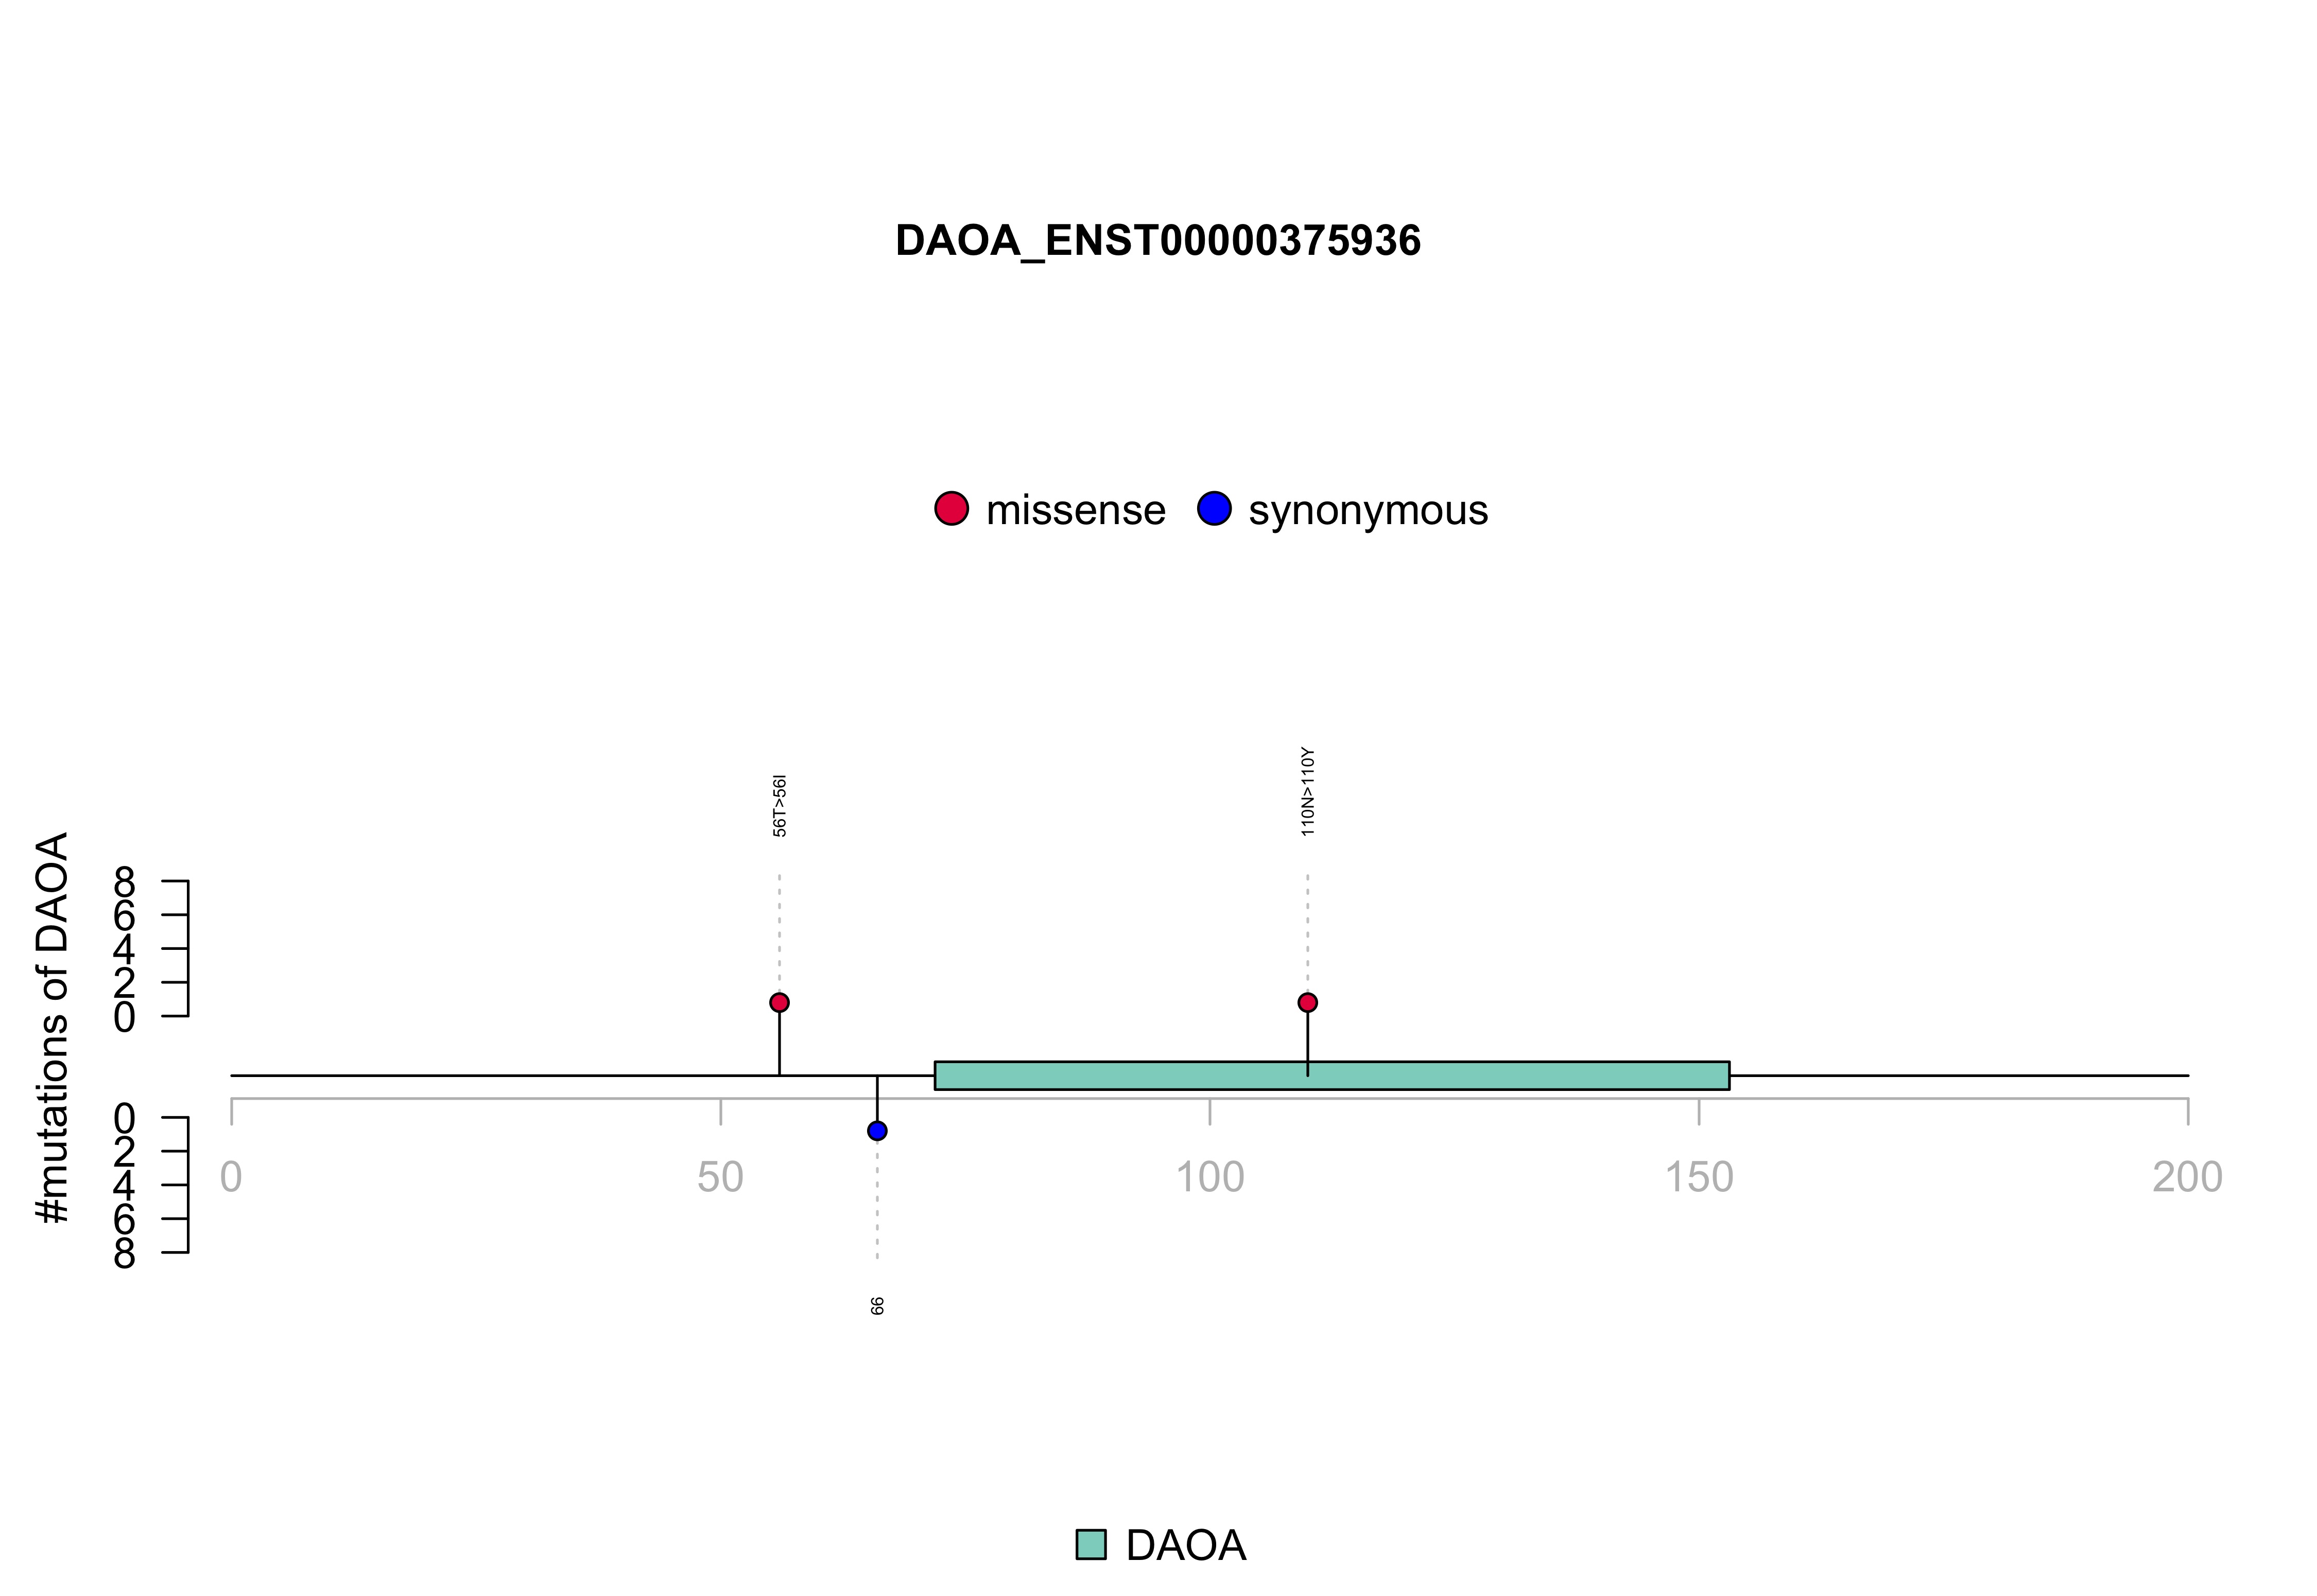 DAOA_ENST00000375936
missense synonymous
56T>56I
110N>110Y
#mutations of DAOA
8
6
4
2
0
0
2
4
6
8
0 50 100 150 200
66
DAOA